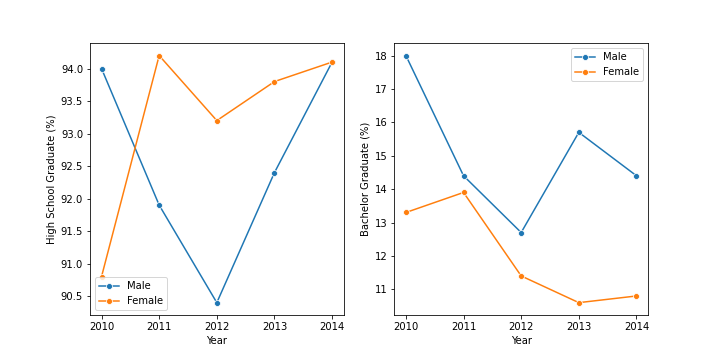 High School Graduate (%)
94.0
93.5
93.0
92.5
92.0
91.5
91.0
90.5
Male
Female
2010 2011 2012 2013 2014
Year
Bachelor Graduate (%)
18
17
16
15
14
13
12
11
Male
Female
2010 2011 2012 2013 2014
Year